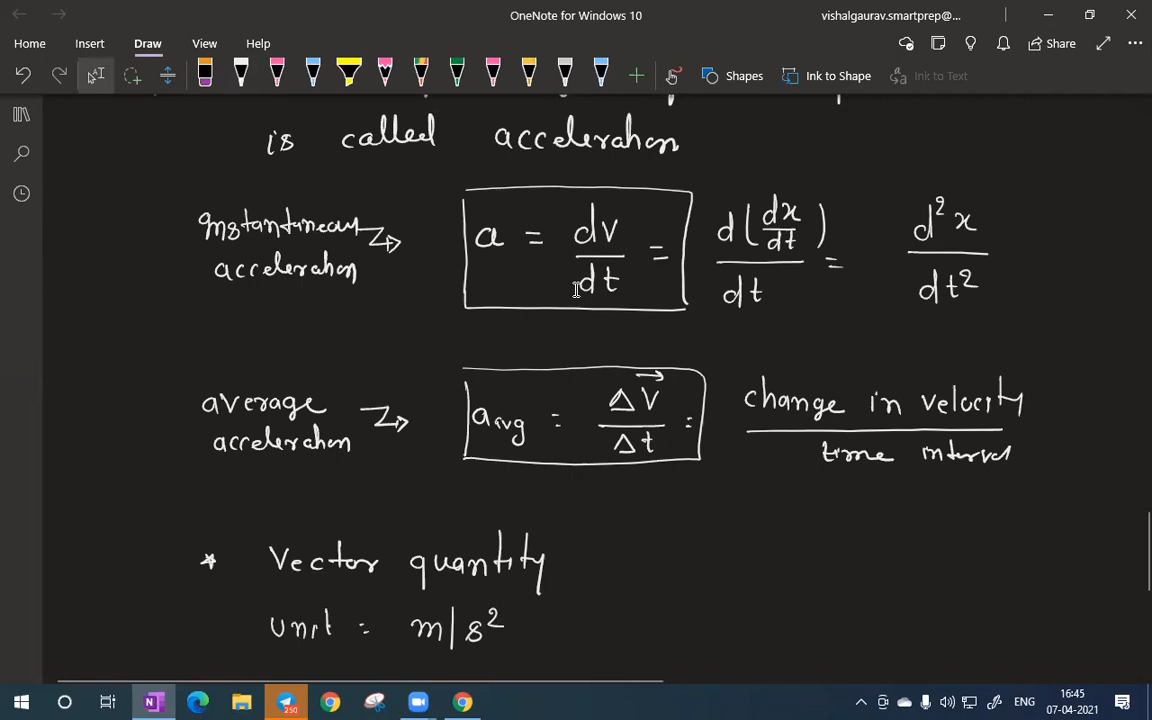 OneNote for Windows 10
vishalgaurav.smartprep@...
Home Insert Draw View Help
Share
Shapes Ink to Shape Ink to Text
is called acceleration
instantaneous acceleration
a = dv/dt = d(dx/dt)/dt = d²x/dt²
average acceleration
a avg = ΔV⃗/Δt = change in velocity / time interval
* Vector quantity
unit = m/s²
250
ENG
16:45
07-04-2021